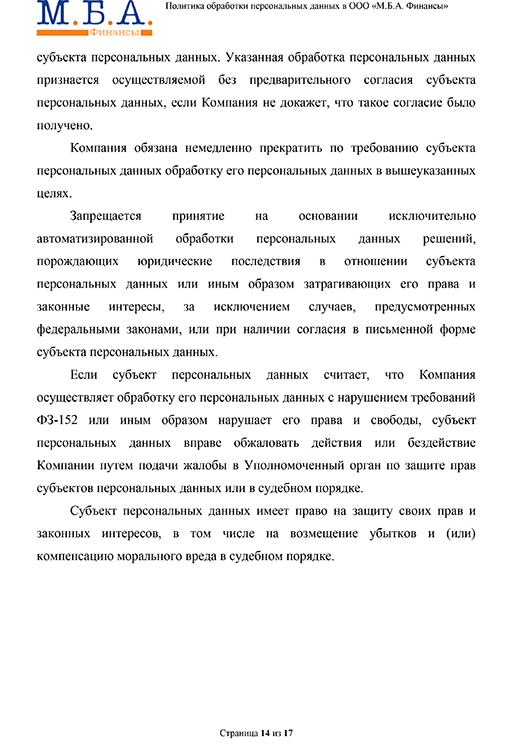 М.Б.А.
Финансы
Политика обработки персональных данных в ООО «М.Б.А. Финансы»
субъекта персональных данных. Указанная обработка персональных данных
признается осуществляемой без предварительного согласия субъекта
персональных данных, если Компания не докажет, что такое согласие было
получено.
Компания обязана немедленно прекратить по требованию субъекта
персональных данных обработку его персональных данных в вышеуказанных
целях.
Запрещается принятие на основании исключительно
автоматизированной обработки персональных данных решений,
порождающих юридические последствия в отношении субъекта
персональных данных или иным образом затрагивающих его права и
законные интересы, за исключением случаев, предусмотренных
федеральными законами, или при наличии согласия в письменной форме
субъекта персональных данных.
Если субъект персональных данных считает, что Компания
осуществляет обработку его персональных данных с нарушением требований
ФЗ-152 или иным образом нарушает его права и свободы, субъект
персональных данных вправе обжаловать действия или бездействие
Компании путем подачи жалобы в Уполномоченный орган по защите прав
субъектов персональных данных или в судебном порядке.
Субъект персональных данных имеет право на защиту своих прав и
законных интересов, в том числе на возмещение убытков и (или)
компенсацию морального вреда в судебном порядке.
Страница 14 из 17